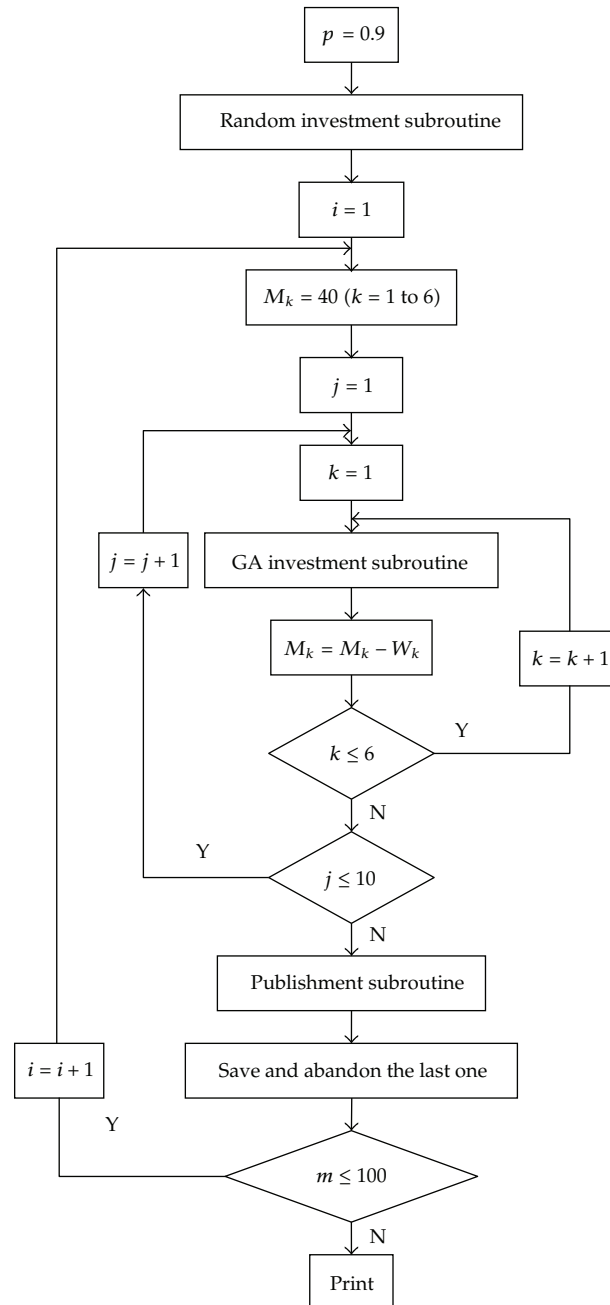 p = 0.9
Random investment subroutine
i = 1
M_k = 40 (k = 1 to 6)
j = 1
k = 1
j = j + 1
GA investment subroutine
M_k = M_k − W_k
k = k + 1
k ≤ 6
Y
N
Y
j ≤ 10
N
Publishment subroutine
i = i + 1
Save and abandon the last one
Y
m ≤ 100
N
Print